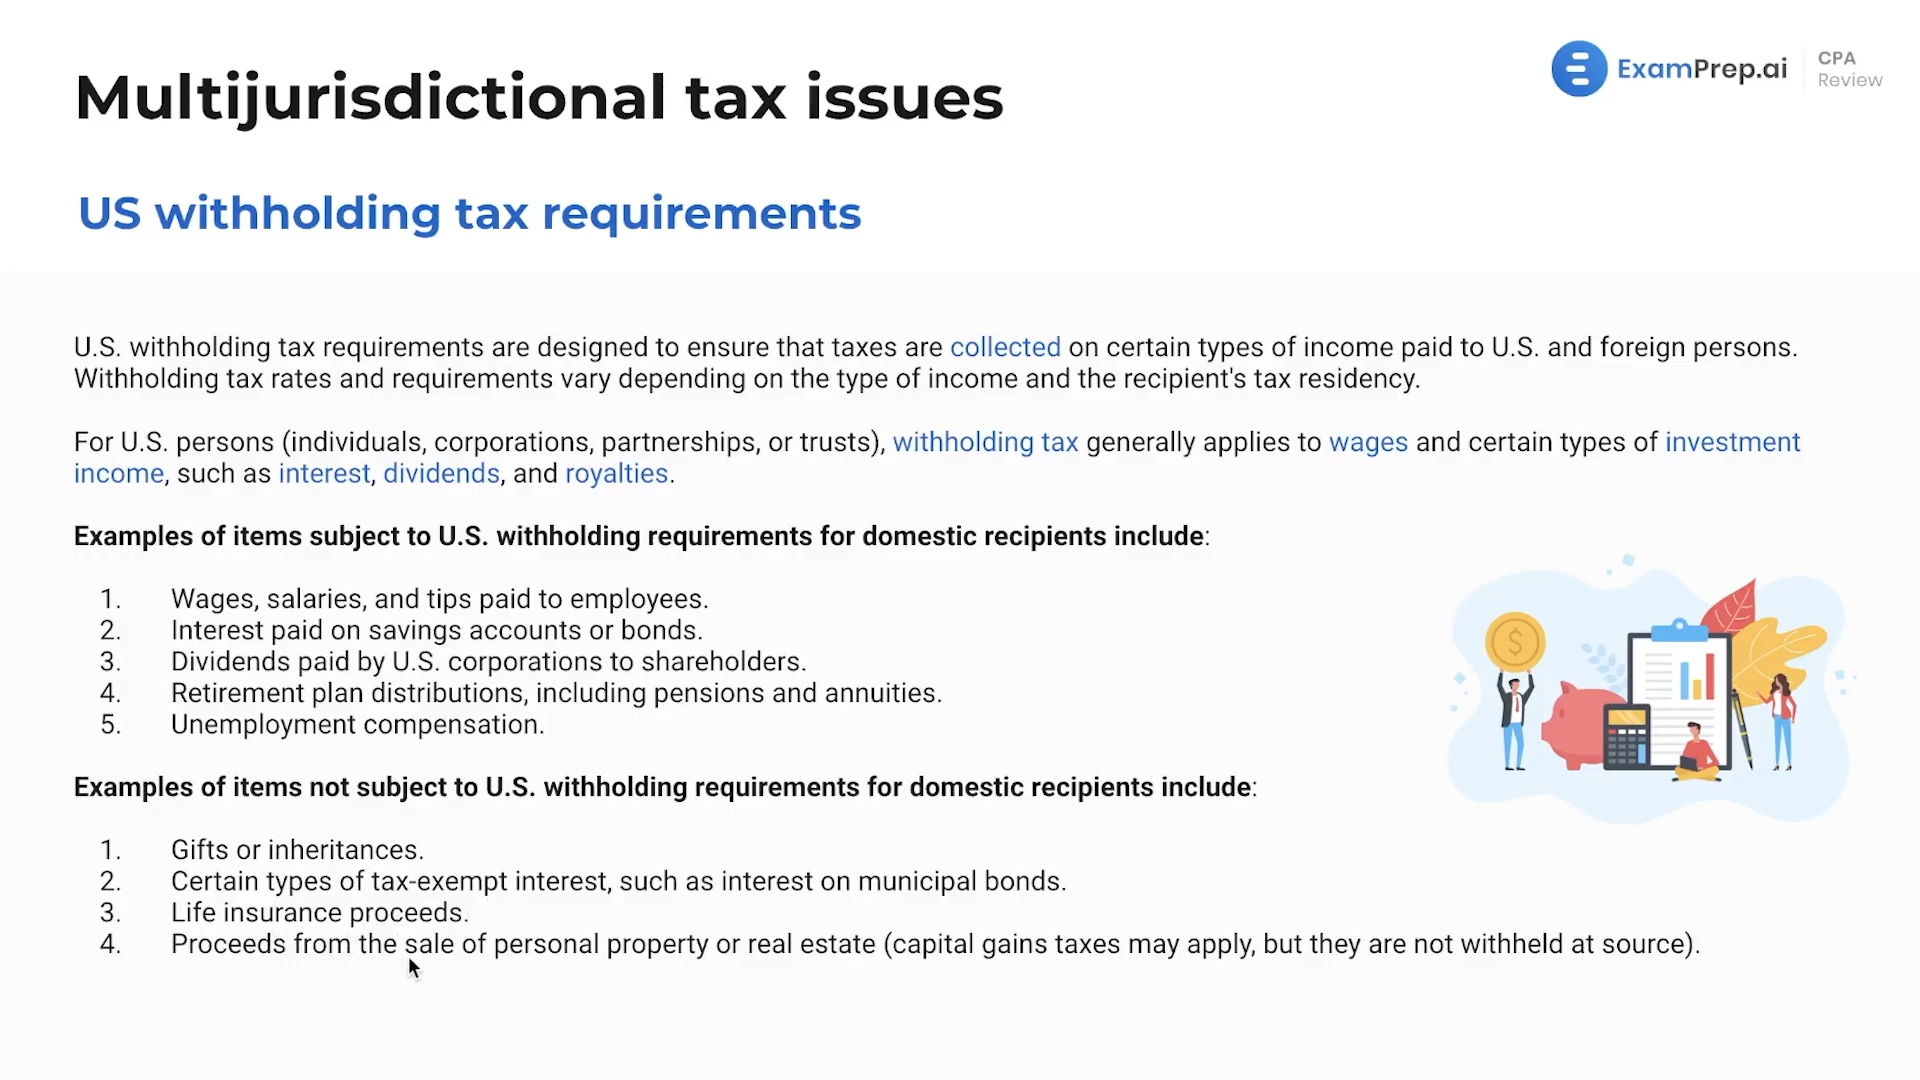 Multijurisdictional tax issues
ExamPrep.ai
CPA
Review
US withholding tax requirements
U.S. withholding tax requirements are designed to ensure that taxes are collected on certain types of income paid to U.S. and foreign persons.
Withholding tax rates and requirements vary depending on the type of income and the recipient's tax residency.
For U.S. persons (individuals, corporations, partnerships, or trusts), withholding tax generally applies to wages and certain types of investment
income, such as interest, dividends, and royalties.
Examples of items subject to U.S. withholding requirements for domestic recipients include:
1. Wages, salaries, and tips paid to employees.
2. Interest paid on savings accounts or bonds.
3. Dividends paid by U.S. corporations to shareholders.
4. Retirement plan distributions, including pensions and annuities.
5. Unemployment compensation.
Examples of items not subject to U.S. withholding requirements for domestic recipients include:
1. Gifts or inheritances.
2. Certain types of tax-exempt interest, such as interest on municipal bonds.
3. Life insurance proceeds.
4. Proceeds from the sale of personal property or real estate (capital gains taxes may apply, but they are not withheld at source).
$